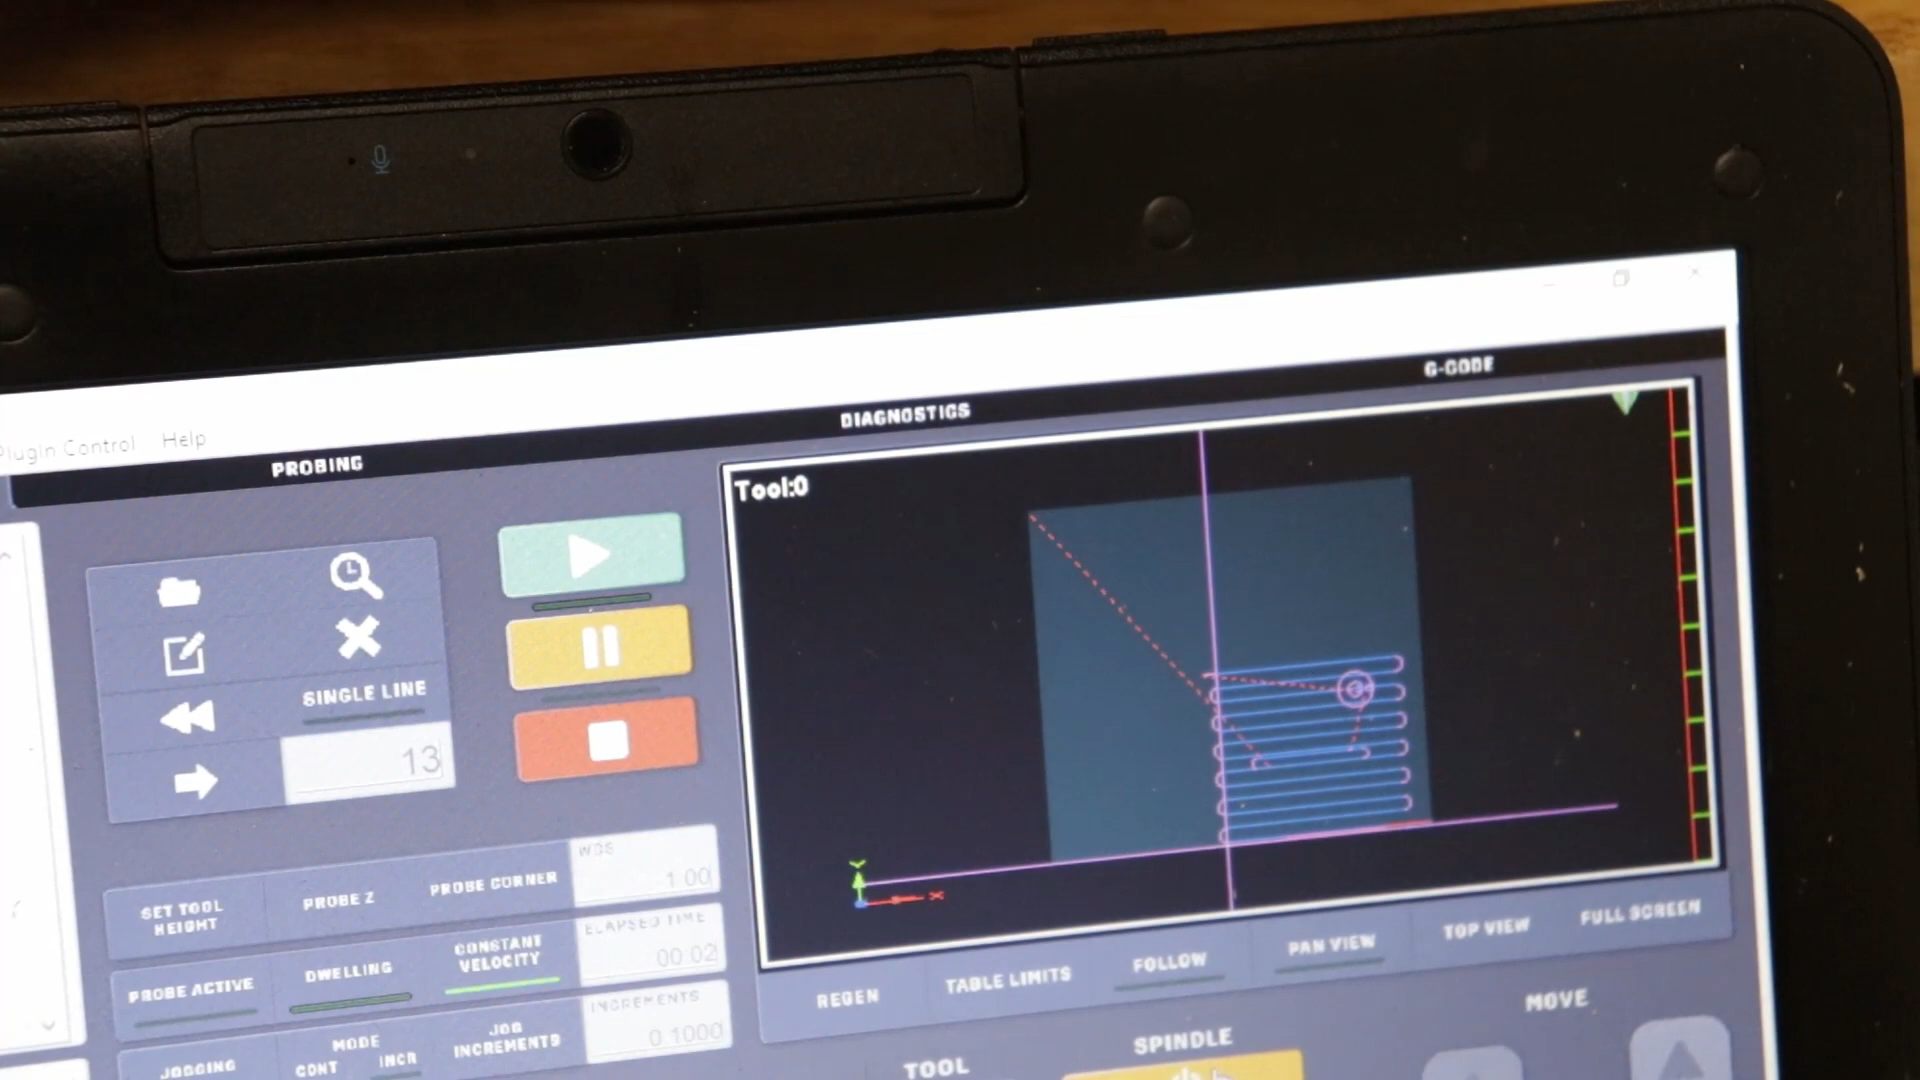 G-CODE
DIAGNOSTICS
Plugin Control Help
PROBING
Tool:0
SINGLE LINE
13
Y
X
WCS
1.00
SET TOOL HEIGHT
PROBE Z
PROBE CORNER
ELAPSED TIME
00:02
PROBE ACTIVE
DWELLING
CONSTANT VELOCITY
INCREMENTS
0.1000
JOGGING
MODE
CONT INCR
JOG INCREMENTS
REGEN
TABLE LIMITS
FOLLOW
PAN VIEW
TOP VIEW
FULL SCREEN
TOOL
SPINDLE
MOVE